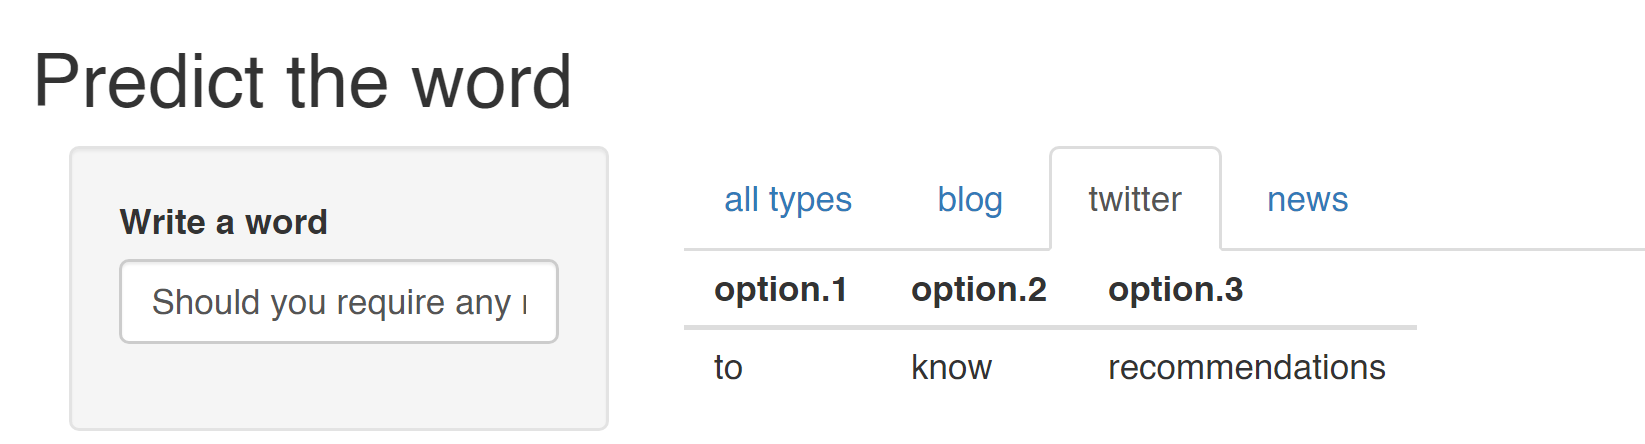 Predict the word
Write a word
Should you require any
all types blog twitter news
option.1 option.2 option.3
to know recommendations